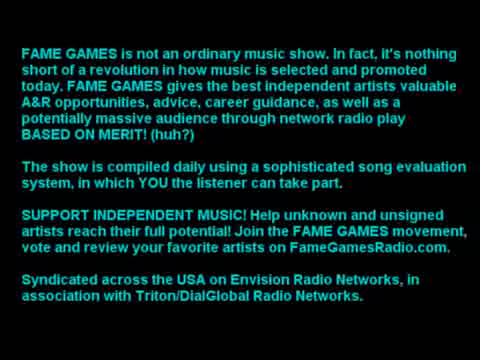 FAME GAMES is not an ordinary music show. In fact, it's nothing
short of a revolution in how music is selected and promoted
today. FAME GAMES gives the best independent artists valuable
A&R opportunities, advice, career guidance, as well as a
potentially massive audience through network radio play
BASED ON MERIT! (huh?)
The show is compiled daily using a sophisticated song evaluation
system, in which YOU the listener can take part.
SUPPORT INDEPENDENT MUSIC! Help unknown and unsigned
artists reach their full potential! Join the FAME GAMES movement,
vote and review your favorite artists on FameGamesRadio.com.
Syndicated across the USA on Envision Radio Networks, in
association with Triton/DialGlobal Radio Networks.